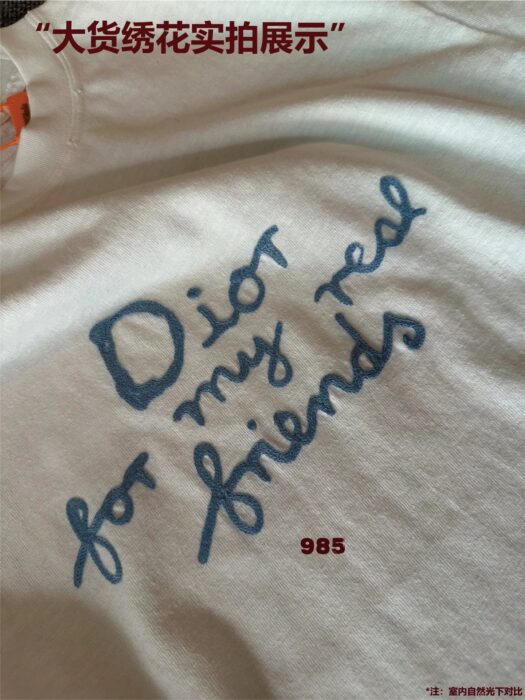 “大货绣花实拍展示”
Dior
for my real
friends
985
*注：室内自然光下对比